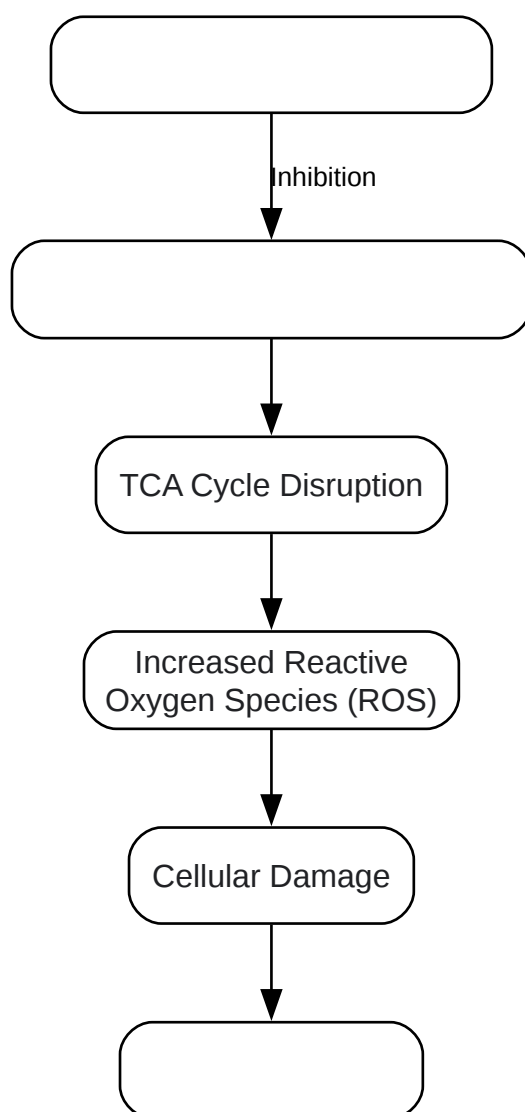 Inhibition
TCA Cycle Disruption
Increased Reactive
Oxygen Species (ROS)
Cellular Damage